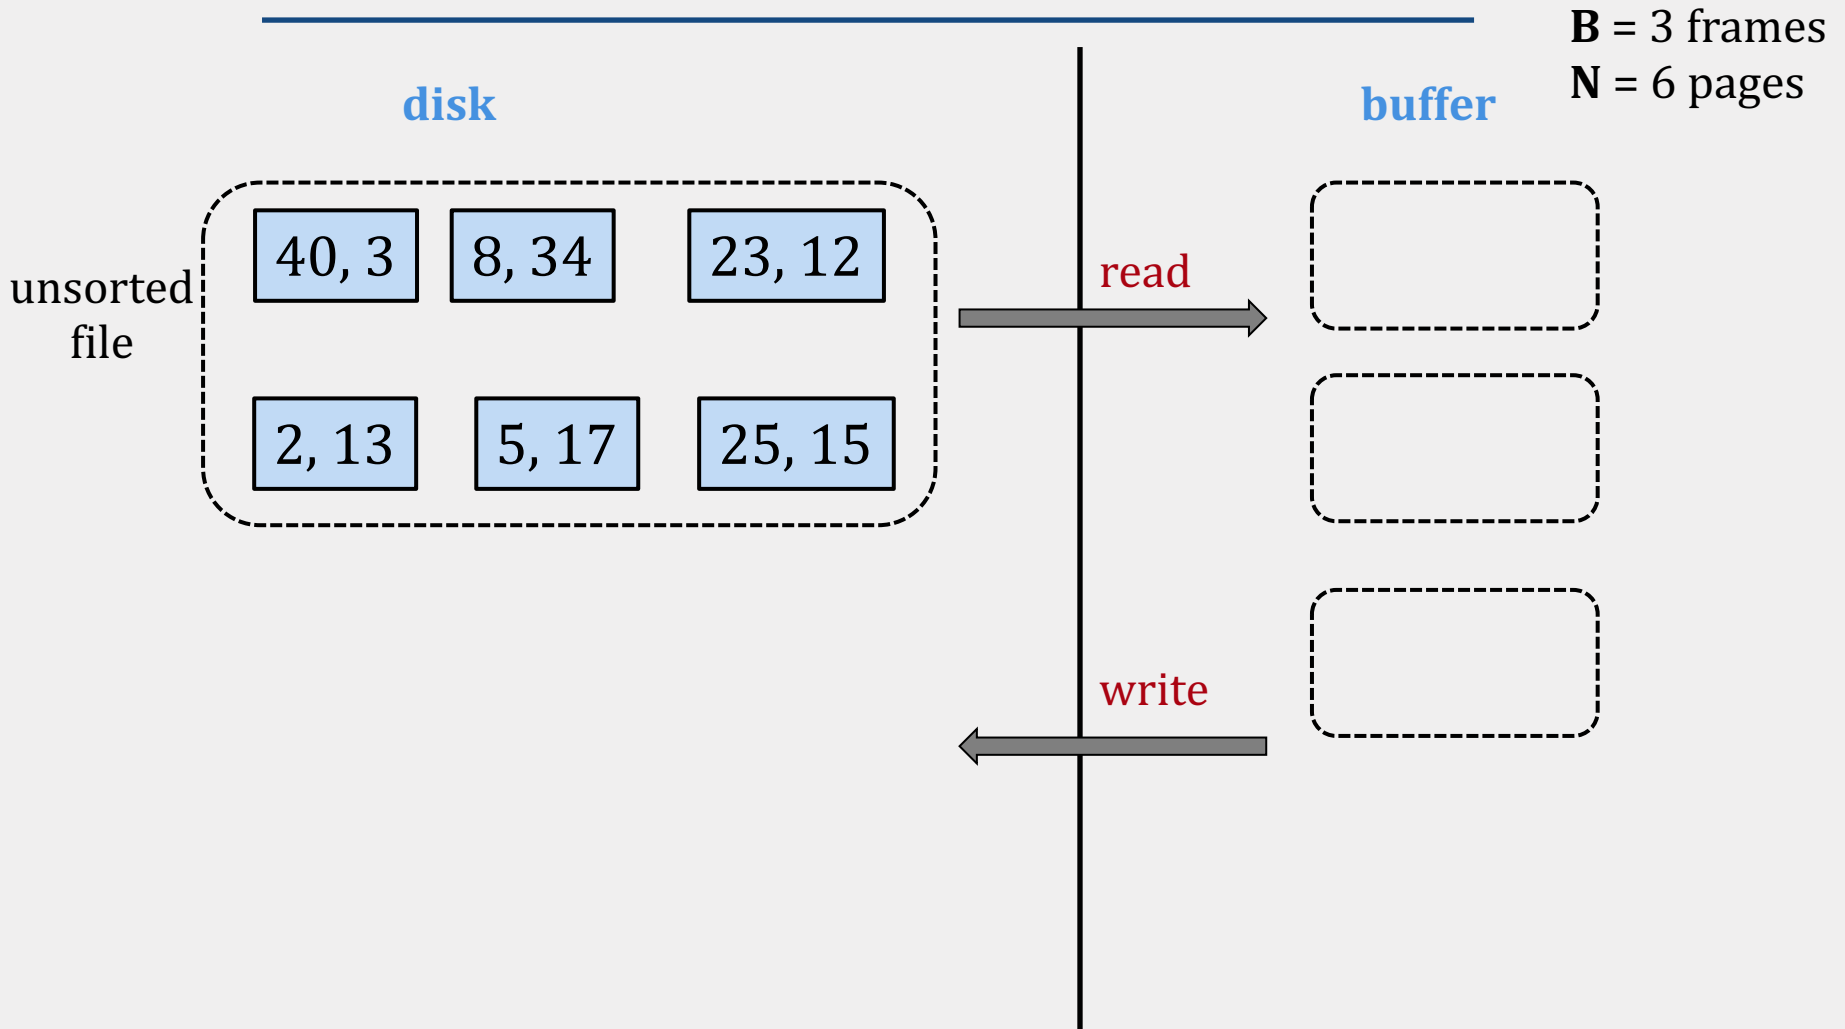 B = 3 frames
N = 6 pages
disk
buffer
unsorted
file
40, 3
8, 34
23, 12
read
2, 13
5, 17
25, 15
write